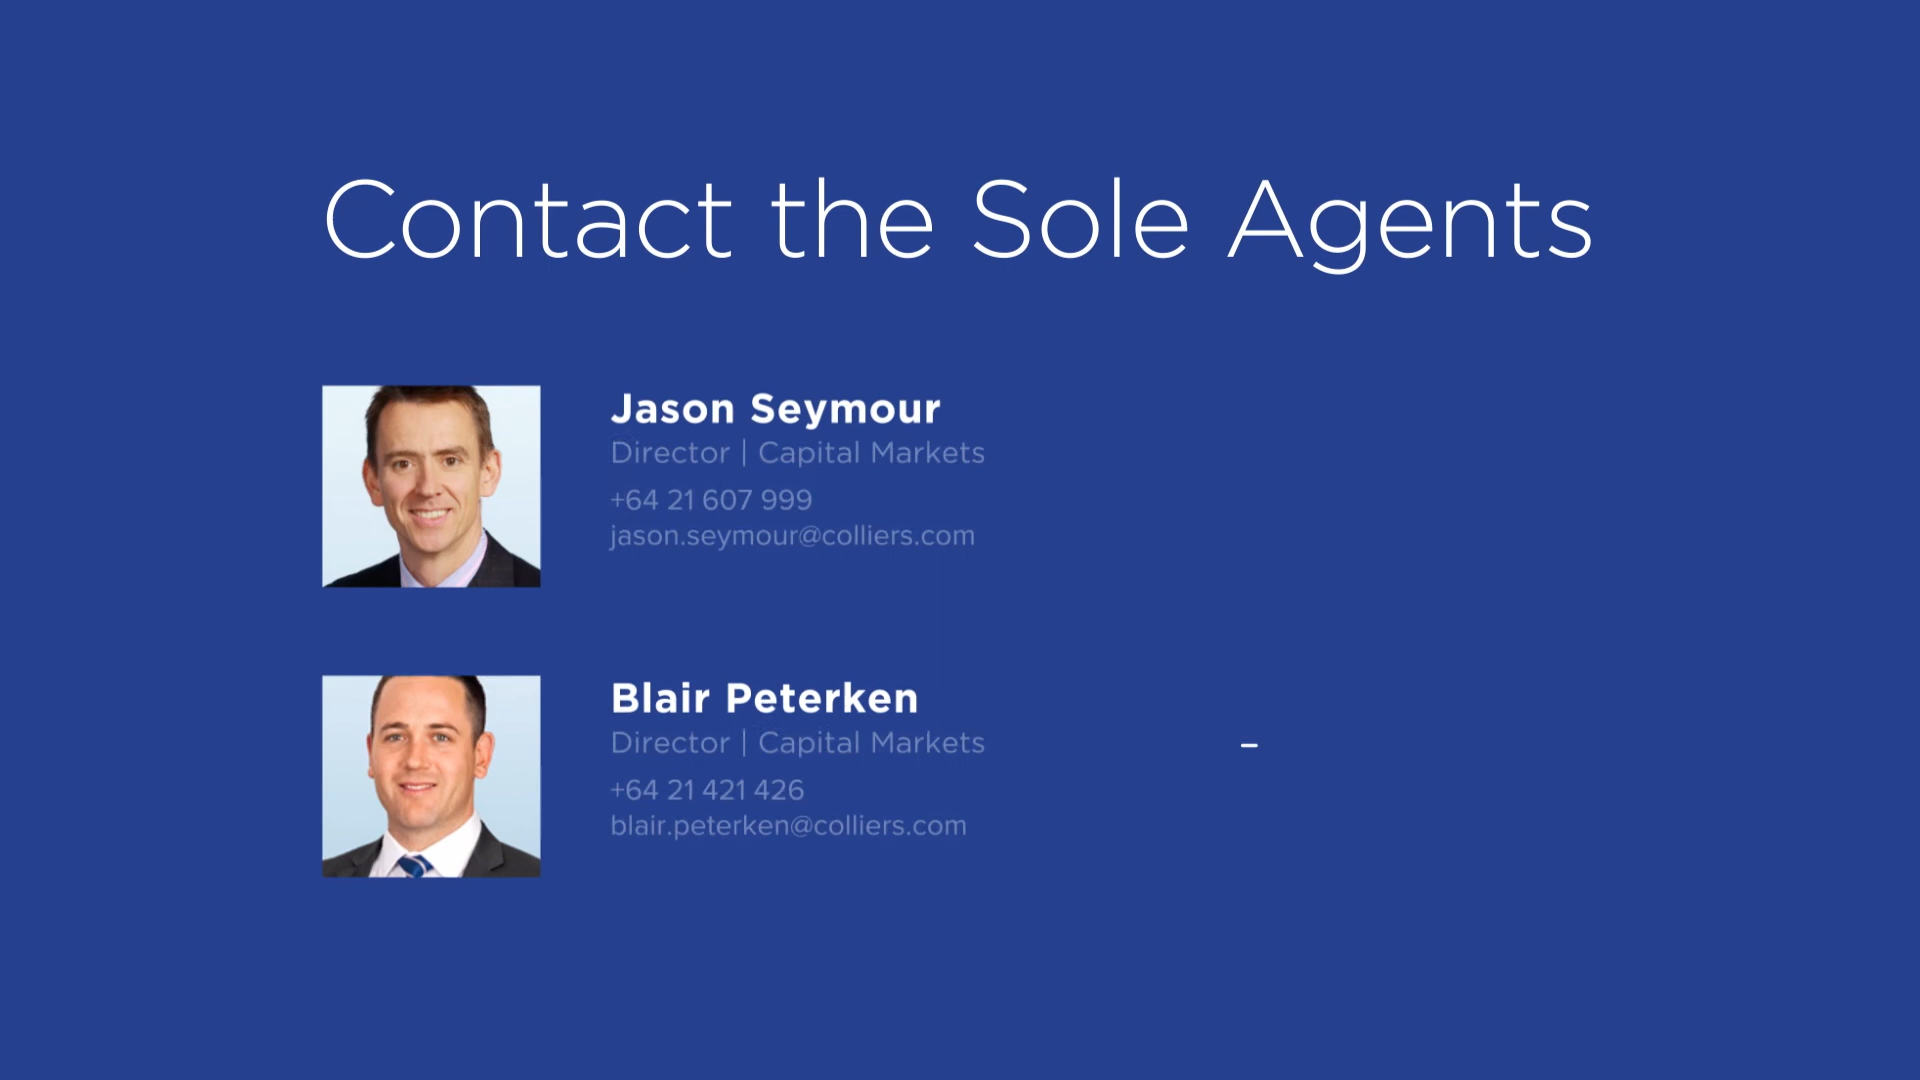 Contact the Sole Agents
Jason Seymour
Director | Capital Markets
+64 21 607 999
jason.seymour@colliers.com
Blair Peterken
Director | Capital Markets
+64 21 421 426
blair.peterken@colliers.com